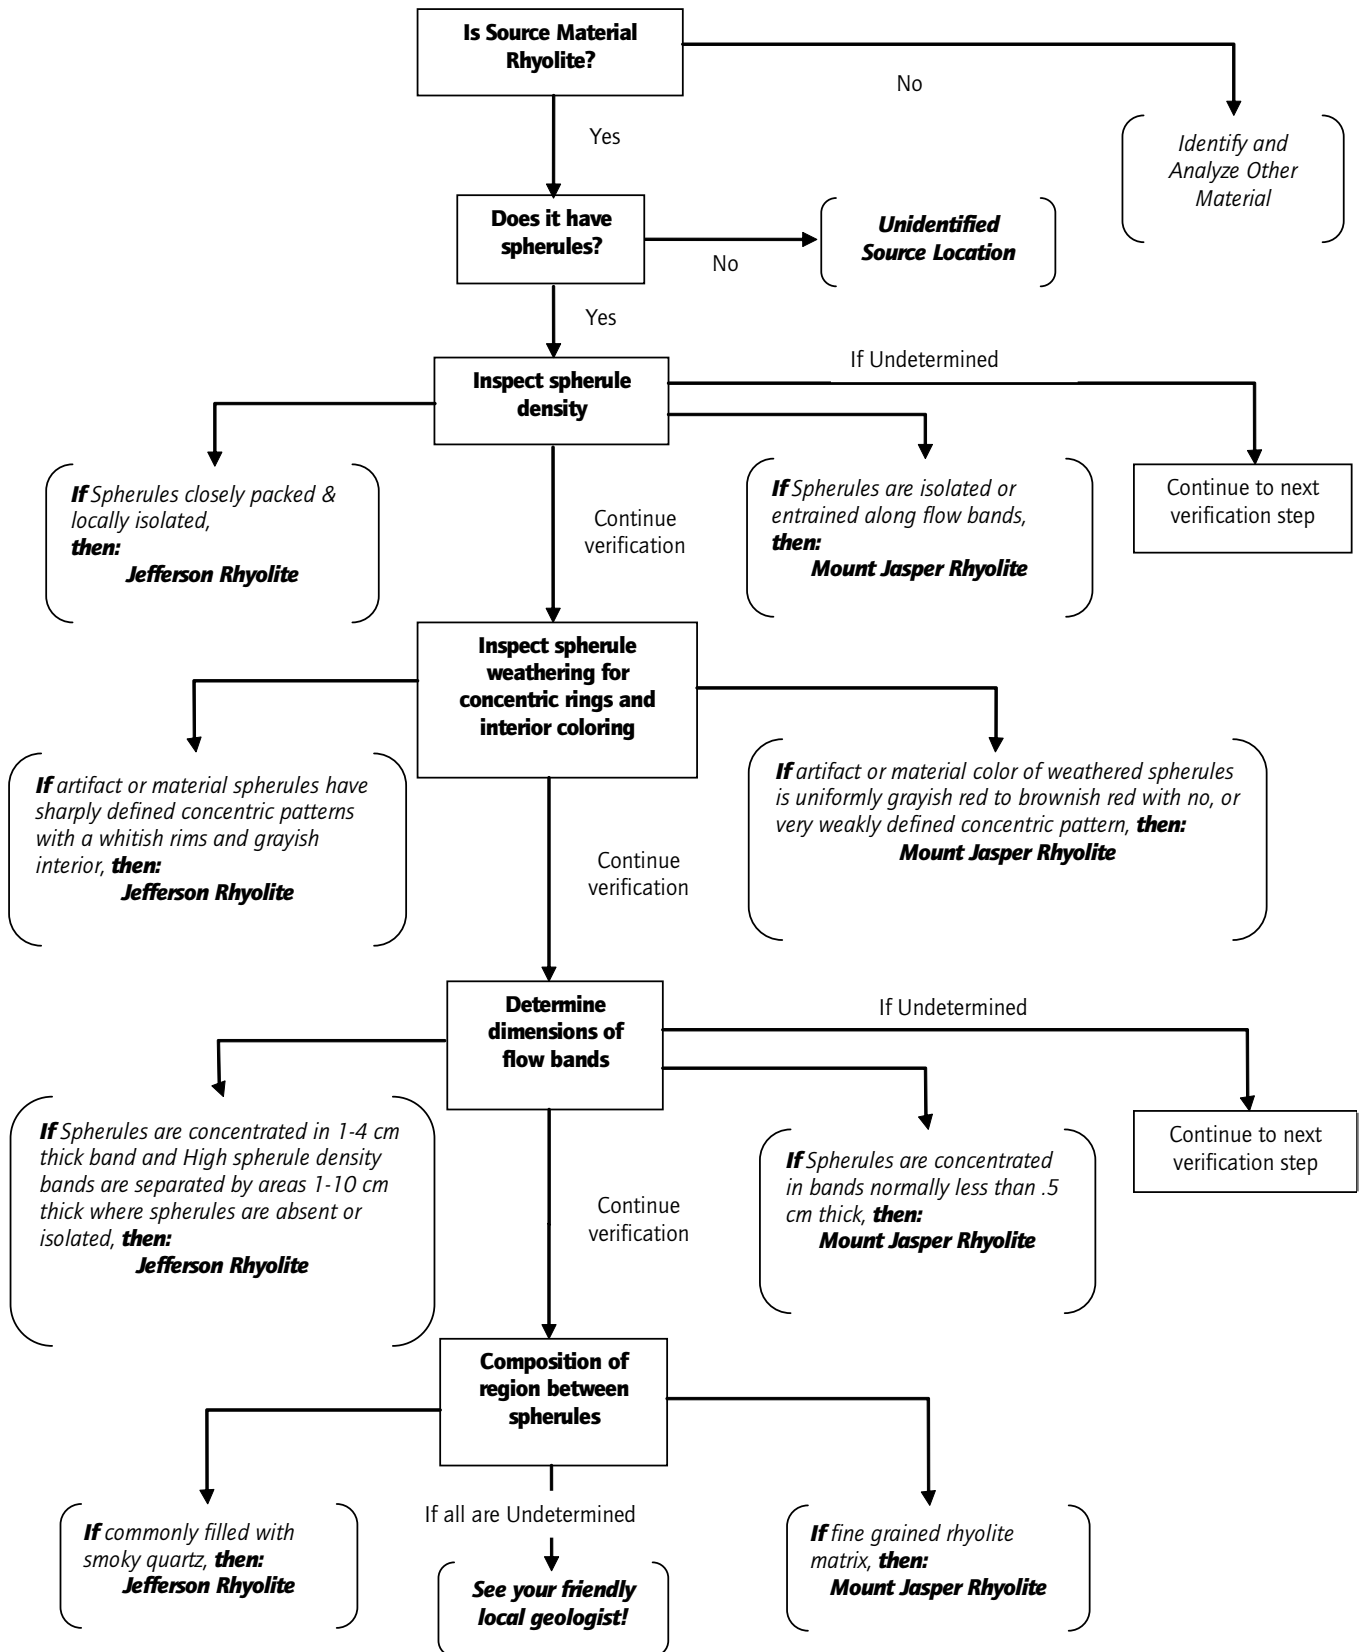 Is Source Material
Rhyolite?
No
Yes
Identify and
Analyze Other
Material
Does it have
spherules?
No
Unidentified
Source Location
Yes
Inspect spherule
density
If Undetermined
If Spherules closely packed &
locally isolated,
then:
Jefferson Rhyolite
Continue
verification
If Spherules are isolated or
entrained along flow bands,
then:
Mount Jasper Rhyolite
Continue to next
verification step
Inspect spherule
weathering for
concentric rings and
interior coloring
If artifact or material spherules have
sharply defined concentric patterns
with a whitish rims and grayish
interior, then:
Jefferson Rhyolite
Continue
verification
If artifact or material color of weathered spherules
is uniformly grayish red to brownish red with no, or
very weakly defined concentric pattern, then:
Mount Jasper Rhyolite
Determine
dimensions of
flow bands
If Undetermined
If Spherules are concentrated in 1-4 cm
thick band and High spherule density
bands are separated by areas 1-10 cm
thick where spherules are absent or
isolated, then:
Jefferson Rhyolite
Continue
verification
If Spherules are concentrated
in bands normally less than .5
cm thick, then:
Mount Jasper Rhyolite
Continue to next
verification step
Composition of
region between
spherules
If commonly filled with
smoky quartz, then:
Jefferson Rhyolite
If all are Undetermined
See your friendly
local geologist!
If fine grained rhyolite
matrix, then:
Mount Jasper Rhyolite